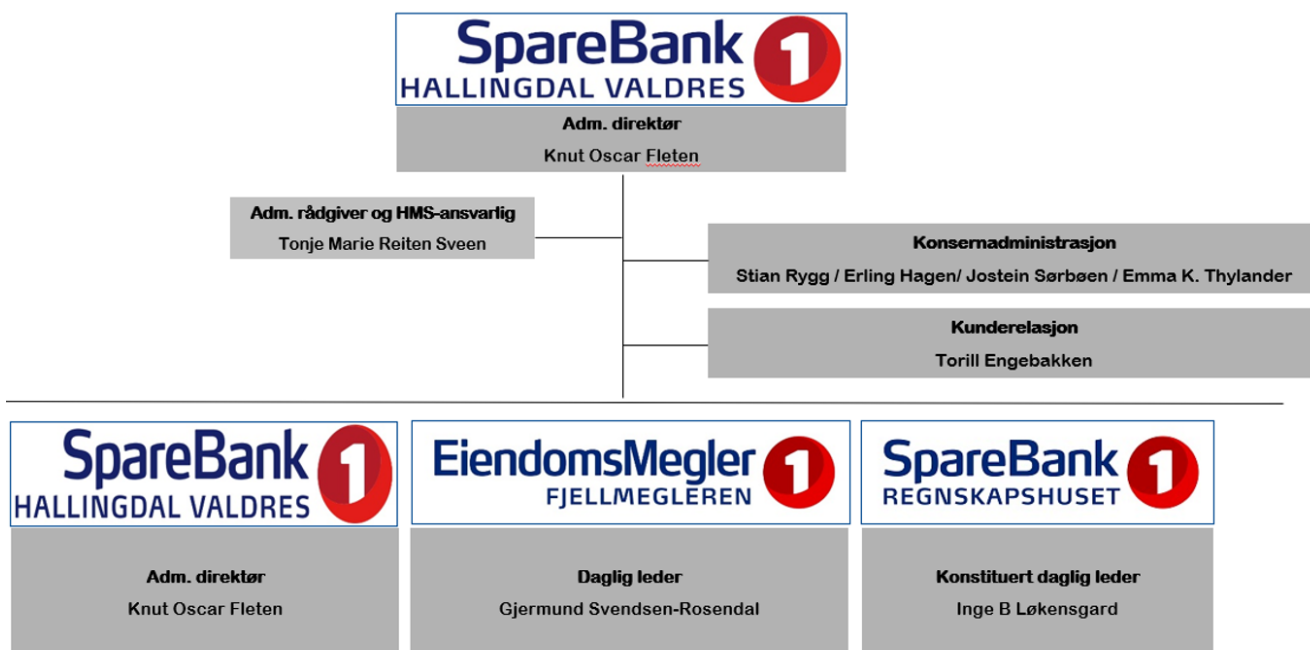 SpareBank 1
HALLINGDAL VALDRES
Adm. direktør
Knut Oscar Fleten
Adm. rådgiver og HMS-ansvarlig
Tonje Marie Reiten Sveen
Konsernadministrasjon
Stian Rygg / Erling Hagen/ Jostein Sørbøen / Emma K. Thylander
Kunderelasjon
Torill Engebakken
SpareBank 1
HALLINGDAL VALDRES
Adm. direktør
Knut Oscar Fleten
EiendomsMegler 1
FJELLMEGLEREN
Daglig leder
Gjermund Svendsen-Rosendal
SpareBank 1
REGNSKAPSHUSET
Konstituert daglig leder
Inge B Løkensgard